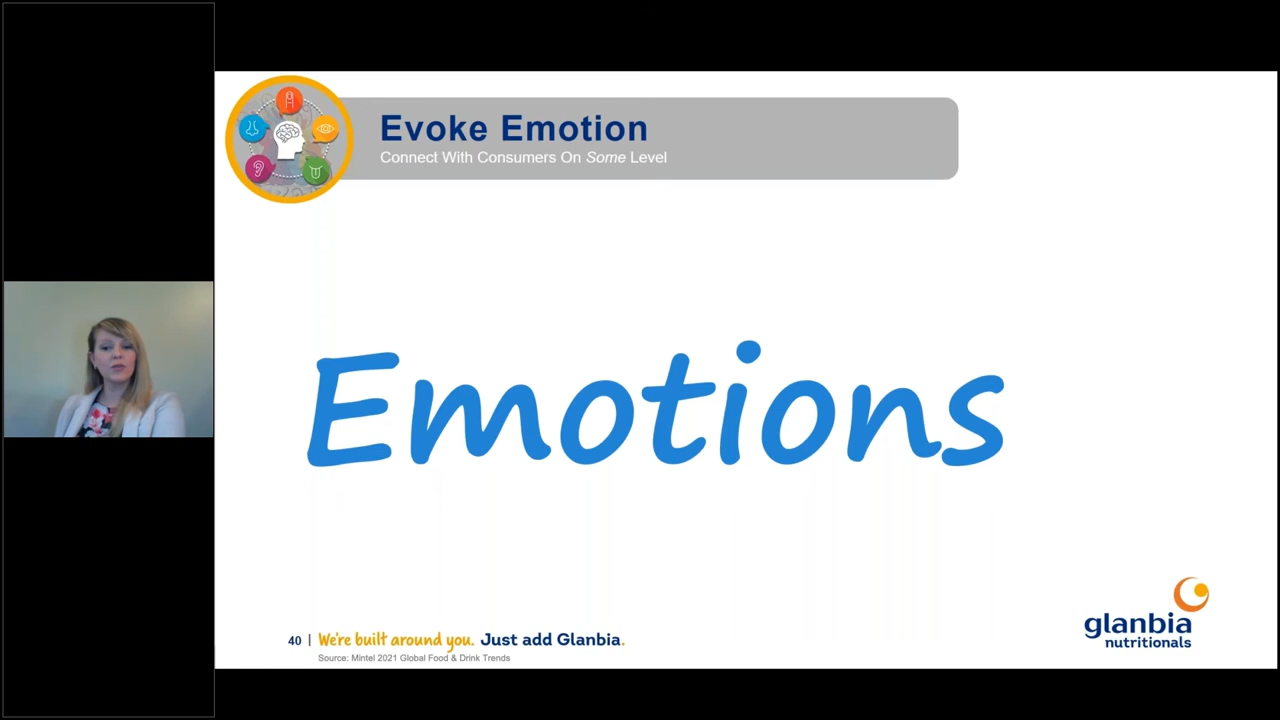 Evoke Emotion
Connect With Consumers On Some Level
Emotions
40 | We're built around you. Just add Glanbia.
Source: Mintel 2021 Global Food & Drink Trends
glanbia
nutritionals